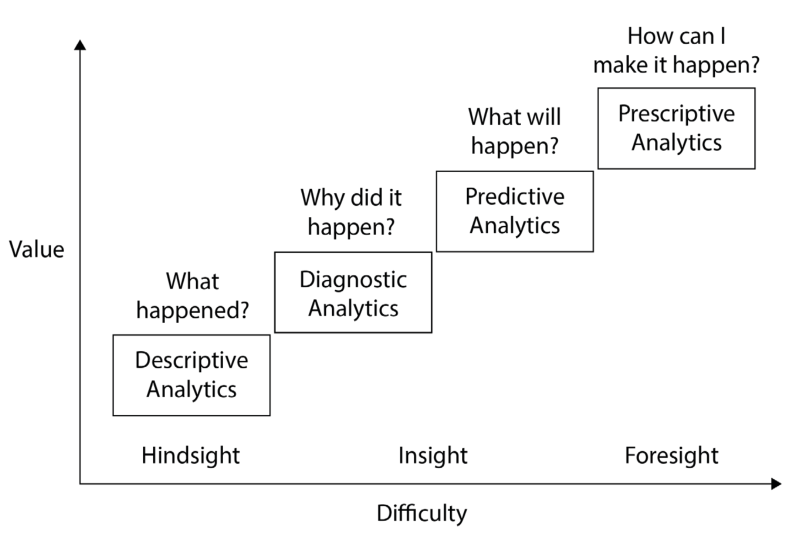 How can I
make it happen?
Prescriptive
Analytics
What will
happen?
Predictive
Analytics
Why did it
happen?
Diagnostic
Analytics
Value
What
happened?
Descriptive
Analytics
Hindsight
Insight
Foresight
Difficulty